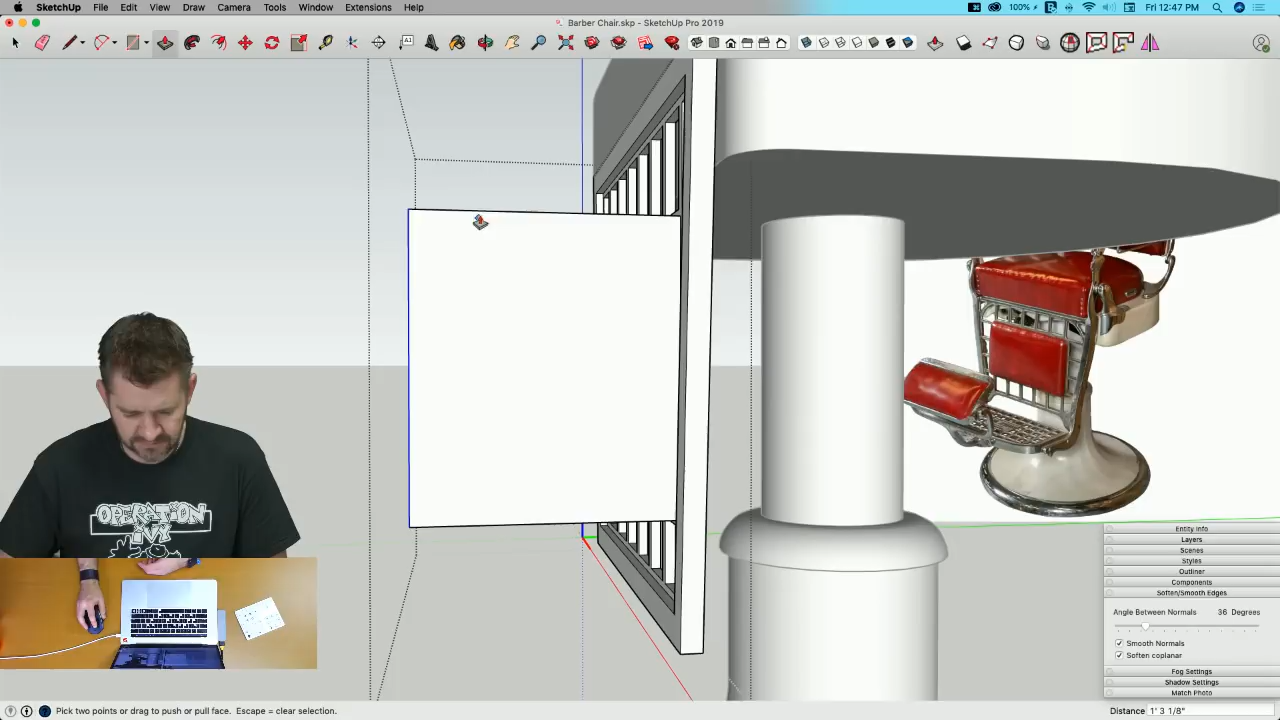 SketchUp File Edit View Draw Camera Tools Window Extensions Help
100% Fri 12:47 PM
Barber Chair.skp - SketchUp Pro 2019
A1
OPERATION
NY
Entity Info
Layers
Scenes
Styles
Outliner
Components
Soften/Smooth Edges
Angle Between Normals 36 Degrees
Smooth Normals
Soften coplanar
Fog Settings
Shadow Settings
Match Photo
Pick two points or drag to push or pull face. Escape = clear selection.
Distance 1' 3 1/8"